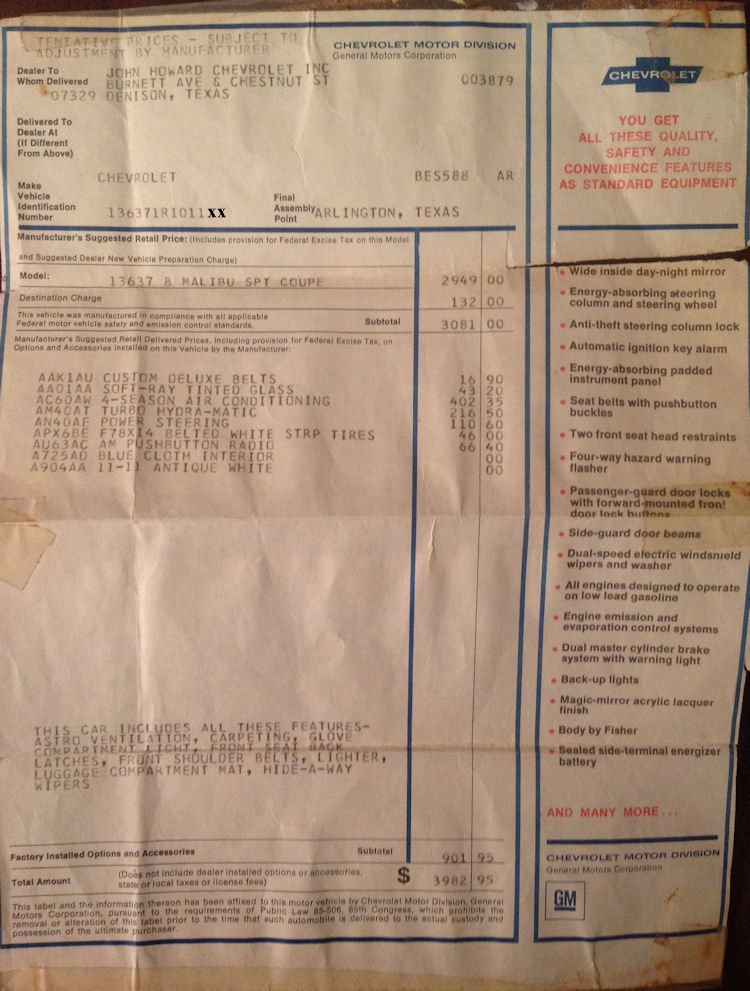 TENTATIVE PRICES - SUBJECT TO
ADJUSTMENT BY MANUFACTURER
CHEVROLET MOTOR DIVISION
General Motors Corporation
Dealer To
Whom Delivered
JOHN HOWARD CHEVROLET INC
BURNETT AVE & CHESTNUT ST 003879
07329 DENISON, TEXAS
Delivered To
Dealer At
(If Different
From Above)
CHEVROLET BES588 AR
Make
Vehicle
Identification
Number
136371R1011XX
Final
Assembly
Point
ARLINGTON, TEXAS
Manufacturer's Suggested Retail Price: (Includes provision for Federal Excise Tax on this Model
and Suggested Dealer New Vehicle Preparation Charge)
Model: 13637 8 MALIBU SPT COUPE 2949 00
Destination Charge 132 00
This vehicle was manufactured in compliance with all applicable
Federal motor vehicle safety and emission control standards. Subtotal 3081 00
Manufacturer's Suggested Retail Delivered Prices, including provision for Federal Excise Tax, on
Options and Accessories Installed on this Vehicle by the Manufacturer:
AAK1AU CUSTOM DELUXE BELTS 16 90
AA01AA SOFT-RAY TINTED GLASS 43 20
AC60AW 4-SEASON AIR CONDITIONING 402 35
AM40AT TURBO HYDRA-MATIC 216 50
AN40AE POWER STEERING 110 60
APX6BE F78X14 BELTED WHITE STRP TIRES 46 00
AU63AC AM PUSHBUTTON RADIO 66 40
A725AD BLUE CLOTH INTERIOR 00
A904AA 11-11 ANTIQUE WHITE 00
THIS CAR INCLUDES ALL THESE FEATURES-
ASTRO VENTILATION, CARPETING, GLOVE
COMPARTMENT LIGHT, FRONT SEAT BACK
LATCHES, FRONT SHOULDER BELTS, LIGHTER,
LUGGAGE COMPARTMENT MAT, HIDE-A-WAY
WIPERS
Factory Installed Options and Accessories Subtotal 901 95
Total Amount (Does not include dealer installed options or accessories,
state or local taxes or license fees) $ 3982 95
This label and the information thereon has been affixed to this motor vehicle by Chevrolet Motor Division, General
Motors Corporation, pursuant to the requirements of Public Law 85-506, 85th Congress, which prohibits the
removal or alteration of this label prior to the time that such automobile is delivered to the actual custody and
possession of the ultimate purchaser.
CHEVROLET
YOU GET
ALL THESE QUALITY,
SAFETY AND
CONVENIENCE FEATURES
AS STANDARD EQUIPMENT
• Wide inside day-night mirror
• Energy-absorbing steering
column and steering wheel
• Anti-theft steering column lock
• Automatic ignition key alarm
• Energy-absorbing padded
instrument panel
• Seat belts with pushbutton
buckles
• Two front seat head restraints
• Four-way hazard warning
flasher
• Passenger-guard door locks
with forward-mounted front
door lock buttons
• Side-guard door beams
• Dual-speed electric windshield
wipers and washer
• All engines designed to operate
on low lead gasoline
• Engine emission and
evaporation control systems
• Dual master cylinder brake
system with warning light
• Back-up lights
• Magic-mirror acrylic lacquer
finish
• Body by Fisher
• Sealed side-terminal energizer
battery
AND MANY MORE...
CHEVROLET MOTOR DIVISION
General Motors Corporation
GM